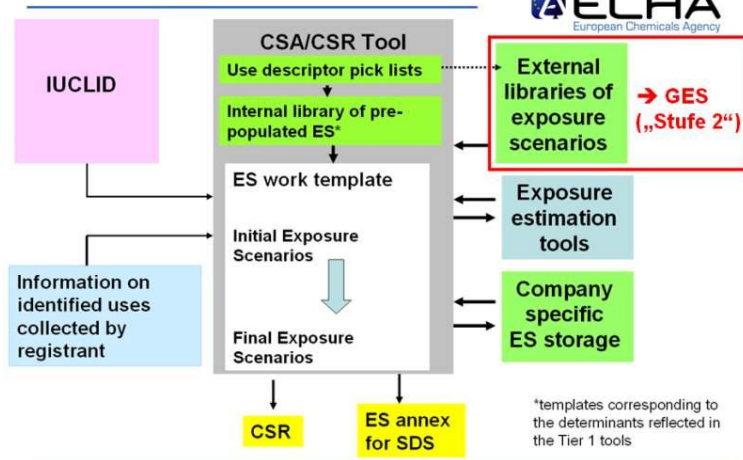 ECHA
European Chemicals Agency
CSA/CSR Tool
IUCLID
Use descriptor pick lists
Internal library of pre-
populated ES*
ES work template
Initial Exposure
Scenarios
Final Exposure
Scenarios
External
libraries of
exposure
scenarios
→ GES
(„Stufe 2“)
Exposure
estimation
tools
Information on
identified uses
collected by
registrant
Company
specific
ES storage
CSR
ES annex
for SDS
*templates corresponding to
the determinants reflected in
the Tier 1 tools